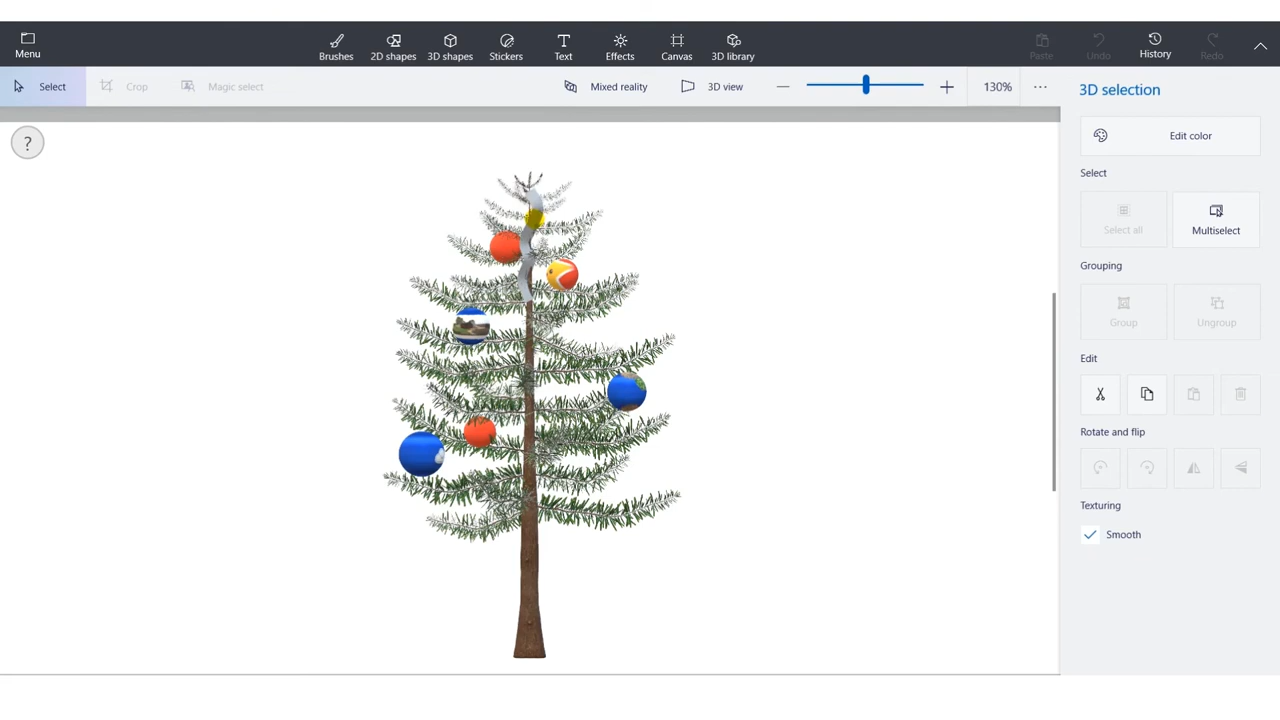 Menu
Brushes
2D shapes
3D shapes
Stickers
Text
Effects
Canvas
3D library
Paste
Undo
History
Redo
Select
Crop
Magic select
Mixed reality
3D view
130%
?
3D selection
Edit color
Select
Select all
Multiselect
Grouping
Group
Ungroup
Edit
Rotate and flip
Texturing
Smooth